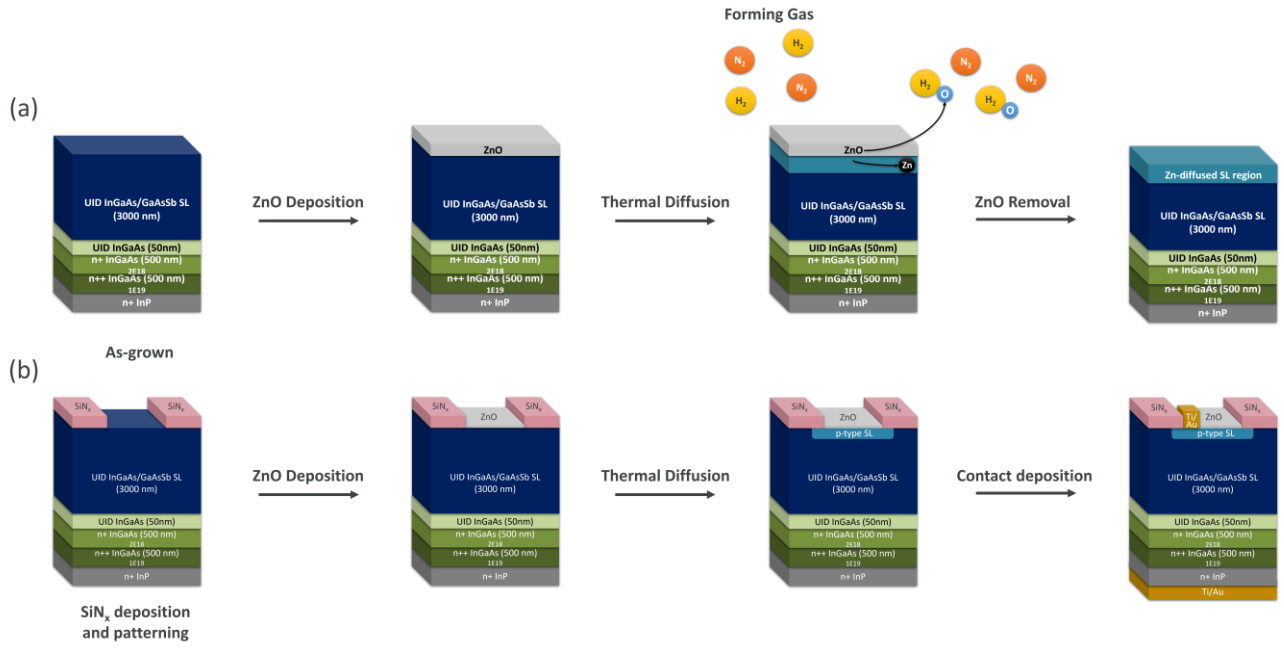 Forming Gas
H₂
N₂
N₂
H₂
N₂
H₂
O
N₂
H₂
O
(a)
UID InGaAs/GaAsSb SL
(3000 nm)
UID InGaAs (50nm)
n+ InGaAs (500 nm)
2E18
n++ InGaAs (500 nm)
1E19
n+ InP
As-grown
ZnO Deposition
ZnO
UID InGaAs/GaAsSb SL
(3000 nm)
UID InGaAs (50nm)
n+ InGaAs (500 nm)
2E18
n++ InGaAs (500 nm)
1E19
n+ InP
Thermal Diffusion
ZnO
Zn
UID InGaAs/GaAsSb SL
(3000 nm)
UID InGaAs (50nm)
n+ InGaAs (500 nm)
2E18
n++ InGaAs (500 nm)
1E19
n+ InP
ZnO Removal
Zn-diffused SL region
UID InGaAs/GaAsSb SL
(3000 nm)
UID InGaAs (50nm)
n+ InGaAs (500 nm)
2E18
n++ InGaAs (500 nm)
1E19
n+ InP
(b)
SiNₓ
SiNₓ
UID InGaAs/GaAsSb SL
(3000 nm)
UID InGaAs (50nm)
n+ InGaAs (500 nm)
2E18
n++ InGaAs (500 nm)
1E19
n+ InP
SiNₓ deposition
and patterning
ZnO Deposition
SiNₓ
ZnO
SiNₓ
UID InGaAs/GaAsSb SL
(3000 nm)
UID InGaAs (50nm)
n+ InGaAs (500 nm)
2E18
n++ InGaAs (500 nm)
1E19
n+ InP
Thermal Diffusion
SiNₓ
ZnO
SiNₓ
p-type SL
UID InGaAs/GaAsSb SL
(3000 nm)
UID InGaAs (50nm)
n+ InGaAs (500 nm)
2E18
n++ InGaAs (500 nm)
1E19
n+ InP
Contact deposition
SiNₓ
Ti/
Au
ZnO
SiNₓ
p-type SL
UID InGaAs/GaAsSb SL
(3000 nm)
UID InGaAs (50nm)
n+ InGaAs (500 nm)
2E18
n++ InGaAs (500 nm)
1E19
n+ InP
Ti/Au